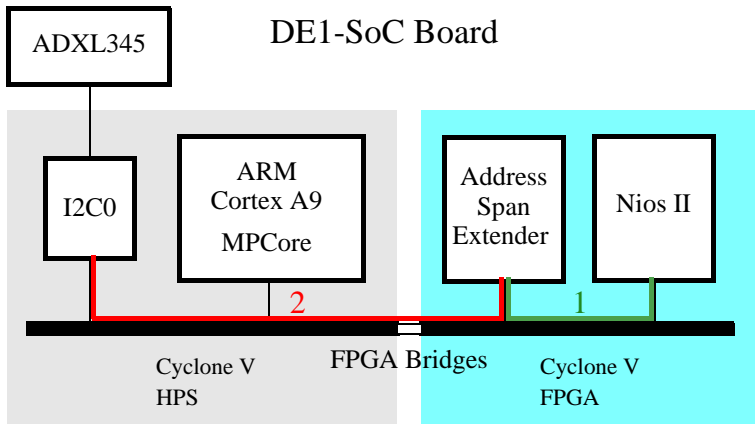 ADXL345
DE1-SoC Board
I2C0
ARM
Cortex A9
MPCore
Address
Span
Extender
Nios II
2
1
FPGA Bridges
Cyclone V
HPS
Cyclone V
FPGA